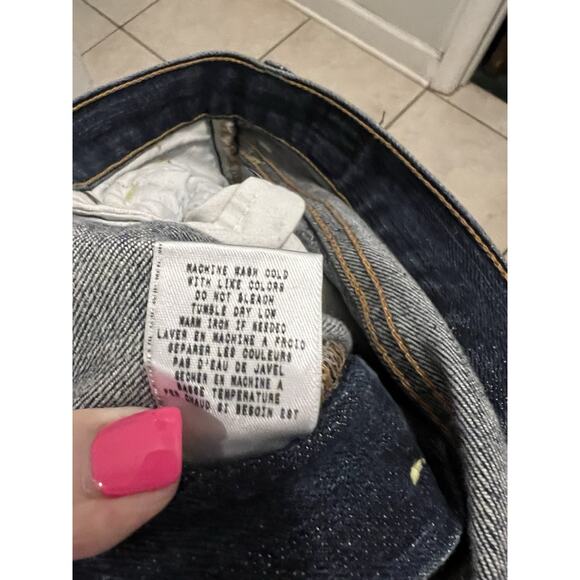 MACHINE WASH COLD
WITH LIKE COLORS
DO NOT BLEACH
TUMBLE DRY LOW
WARM IRON IF NEEDED
LAVER EN MACHINE A FROID
SEPARER LES COULEURS
PAS D'EAU DE JAVEL
SECHER EN MACHINE A
BASSE TEMPERATURE
FER CHAUD SI BESOIN EST